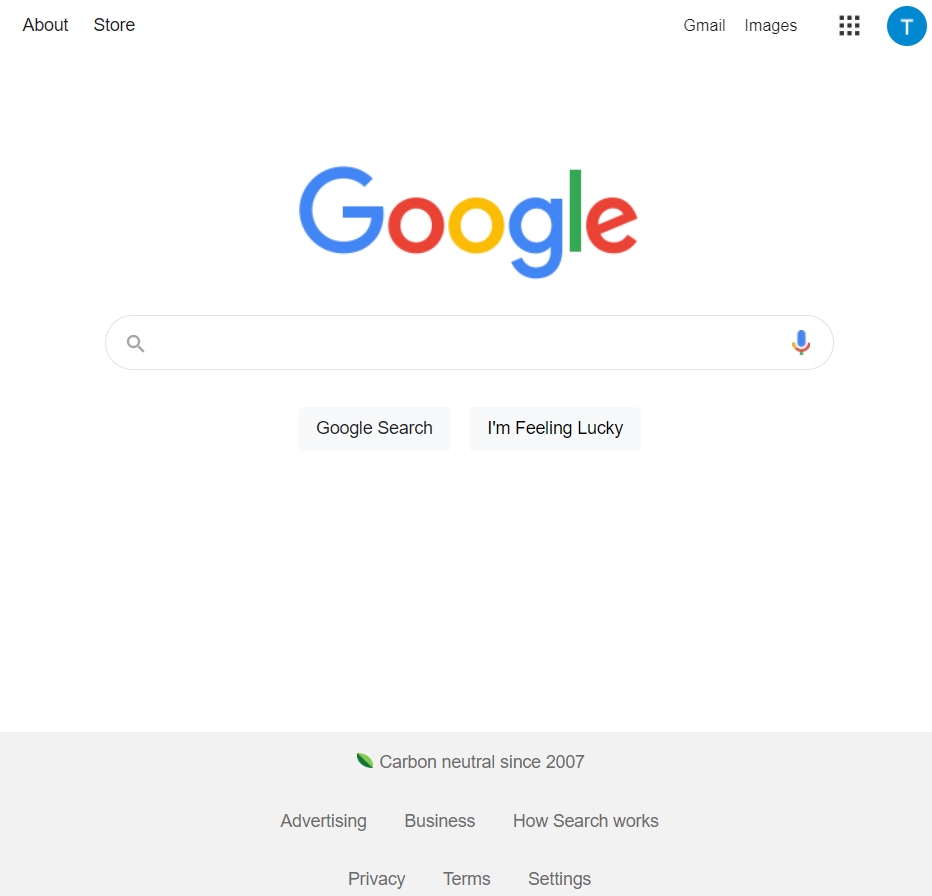 About Store Gmail Images T
Google
Google Search I'm Feeling Lucky
Carbon neutral since 2007
Advertising Business How Search works
Privacy Terms Settings